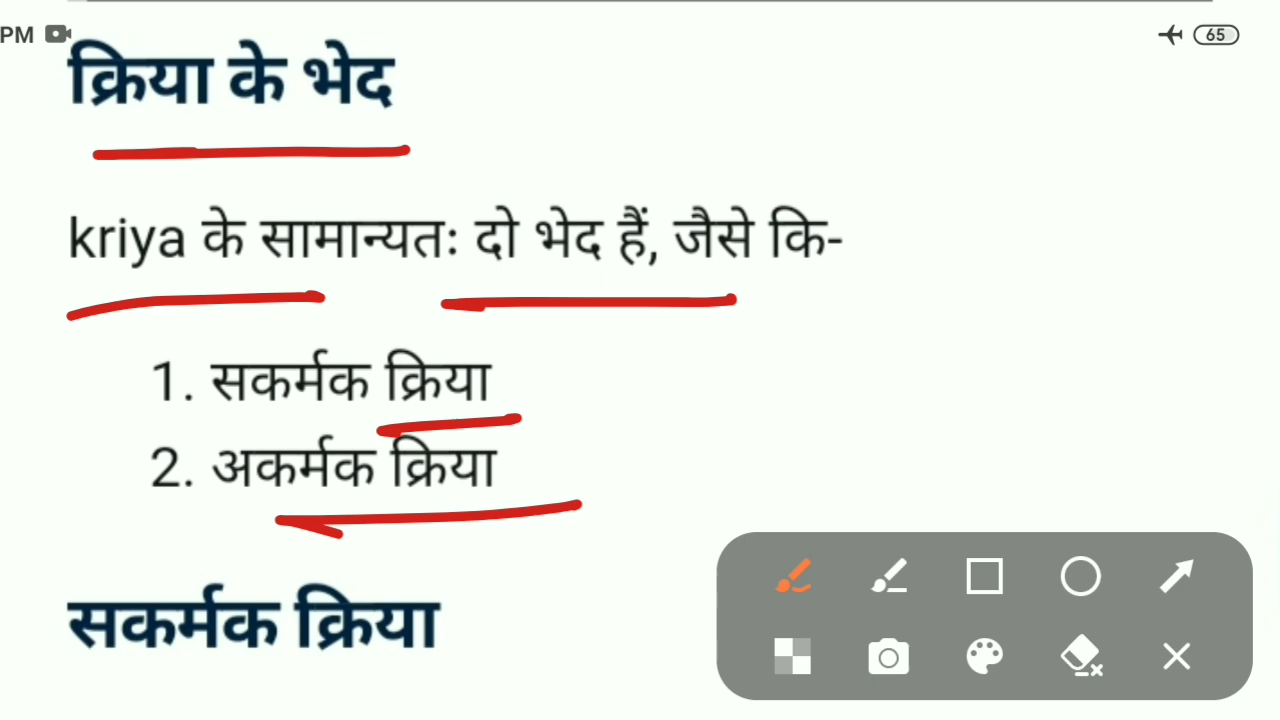 PM
65
क्रिया के भेद
kriya के सामान्यतः दो भेद हैं, जैसे कि-
1. सकर्मक क्रिया
2. अकर्मक क्रिया
सकर्मक क्रिया